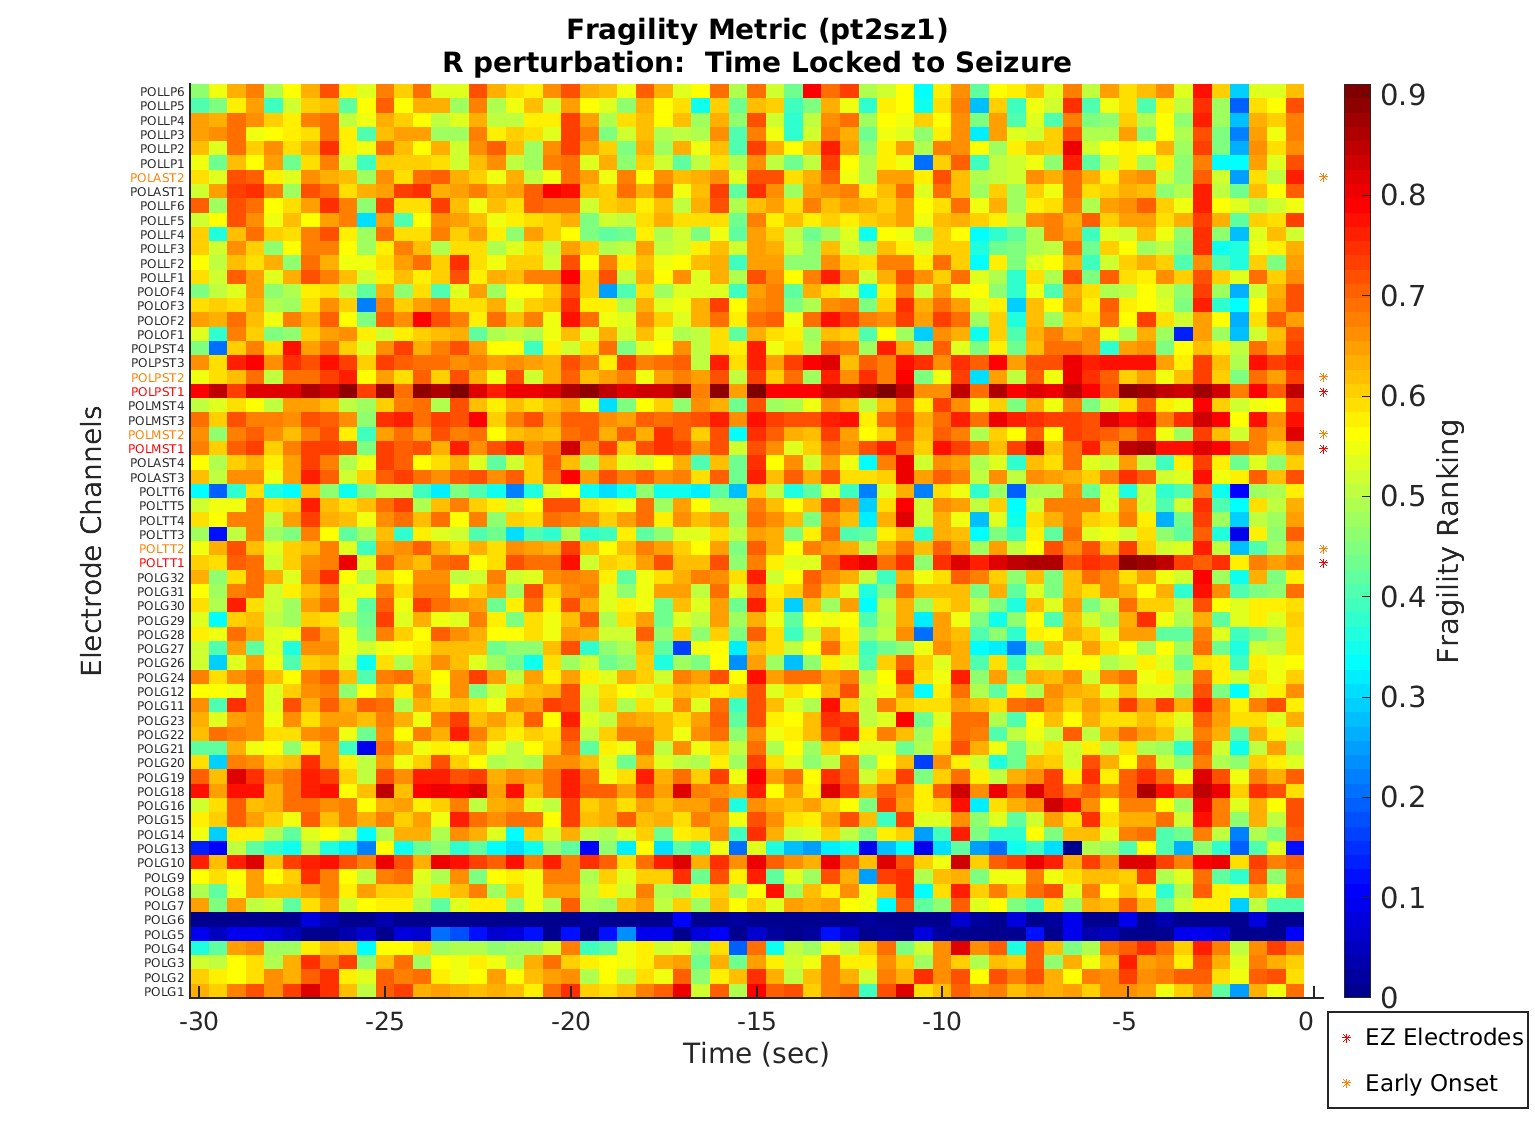 Fragility Metric (pt2sz1)
R perturbation:  Time Locked to Seizure
Electrode Channels
POLLP6
POLLP5
POLLP4
POLLP3
POLLP2
POLLP1
POLAST2
POLAST1
POLLF6
POLLF5
POLLF4
POLLF3
POLLF2
POLLF1
POLOF4
POLOF3
POLOF2
POLOF1
POLPST4
POLPST3
POLPST2
POLPST1
POLMST4
POLMST3
POLMST2
POLMST1
POLAST4
POLAST3
POLTT6
POLTT5
POLTT4
POLTT3
POLTT2
POLTT1
POLG32
POLG31
POLG30
POLG29
POLG28
POLG27
POLG26
POLG24
POLG12
POLG11
POLG23
POLG22
POLG21
POLG20
POLG19
POLG18
POLG16
POLG15
POLG14
POLG13
POLG10
POLG9
POLG8
POLG7
POLG6
POLG5
POLG4
POLG3
POLG2
POLG1
-30 -25 -20 -15 -10 -5 0
Time (sec)
0.9
0.8
0.7
0.6
0.5
0.4
0.3
0.2
0.1
0
Fragility Ranking
EZ Electrodes
Early Onset